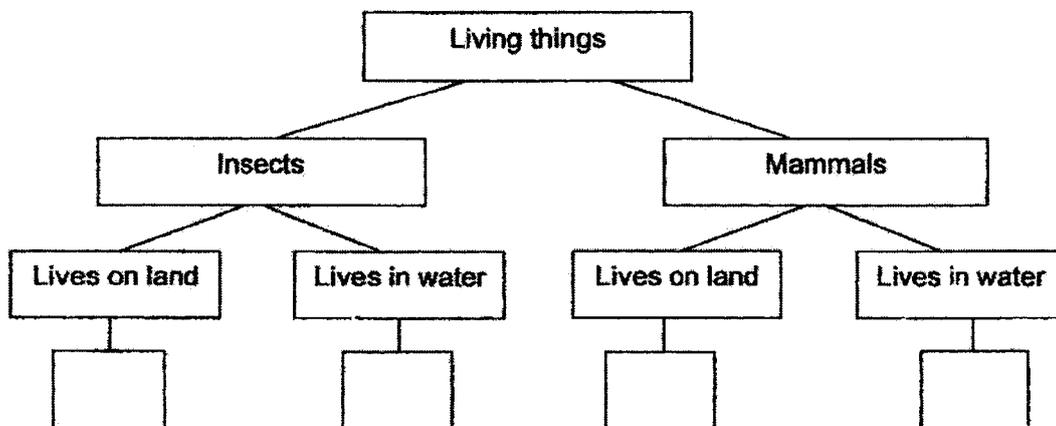 Living things
Insects
Mammals
Lives on land
Lives in water
Lives on land
Lives in water